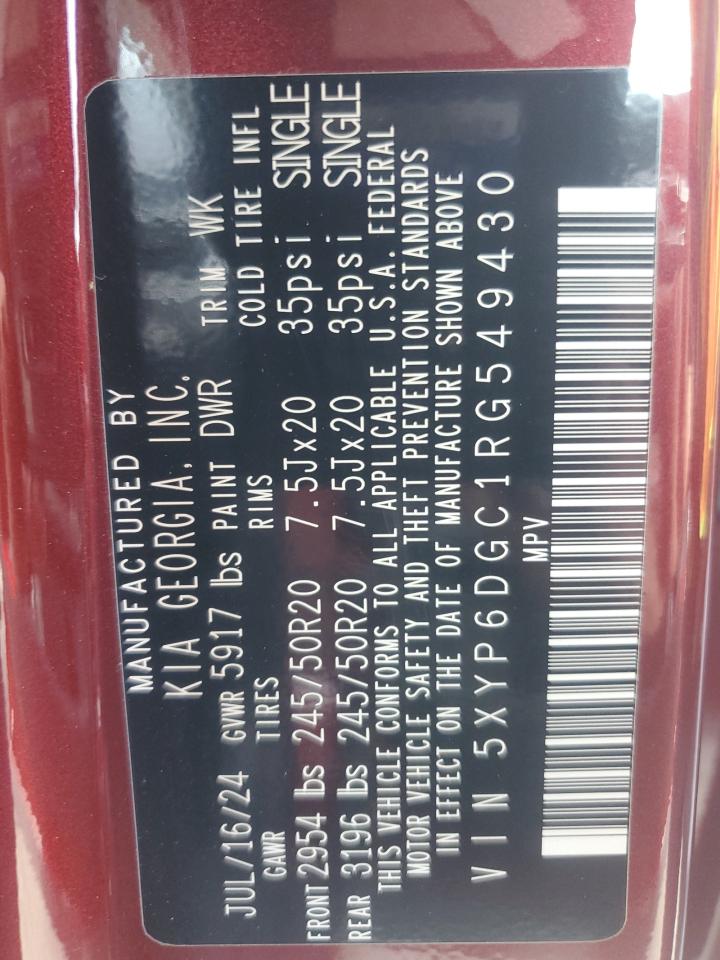 MANUFACTURED BY
KIA GEORGIA, INC.
JUL/16/24 GVWR 5917 lbs PAINT DWR TRIM WK
GAWR TIRES RIMS COLD TIRE INFL
FRONT 2954 lbs 245/50R20 7.5Jx20 35psi SINGLE
REAR 3196 lbs 245/50R20 7.5Jx20 35psi SINGLE
THIS VEHICLE CONFORMS TO ALL APPLICABLE U.S.A. FEDERAL
MOTOR VEHICLE SAFETY AND THEFT PREVENTION STANDARDS
IN EFFECT ON THE DATE OF MANUFACTURE SHOWN ABOVE
VIN 5XYP6DGC1RG549430
MPV